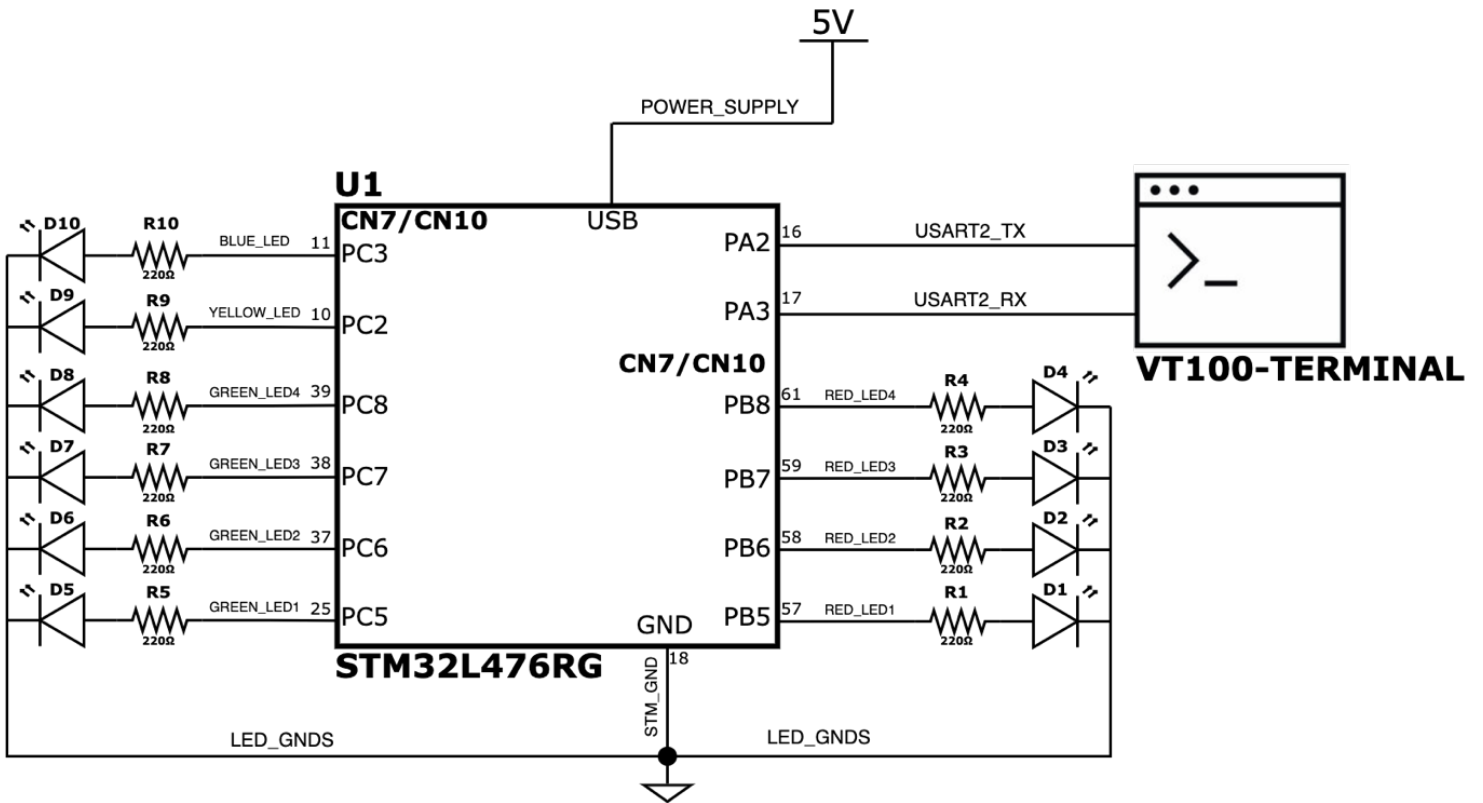 5V
POWER_SUPPLY
U1
CN7/CN10
USB
D10
R10
220Ω
BLUE_LED
11
PC3
D9
R9
220Ω
YELLOW_LED
10
PC2
D8
R8
220Ω
GREEN_LED4
39
PC8
D7
R7
220Ω
GREEN_LED3
38
PC7
D6
R6
220Ω
GREEN_LED2
37
PC6
D5
R5
220Ω
GREEN_LED1
25
PC5
PA2
16
USART2_TX
PA3
17
USART2_RX
>_
VT100-TERMINAL
CN7/CN10
PB8
61
RED_LED4
R4
220Ω
D4
PB7
59
RED_LED3
R3
220Ω
D3
PB6
58
RED_LED2
R2
220Ω
D2
PB5
57
RED_LED1
R1
220Ω
D1
GND
18
STM32L476RG
STM_GND
LED_GNDS
LED_GNDS